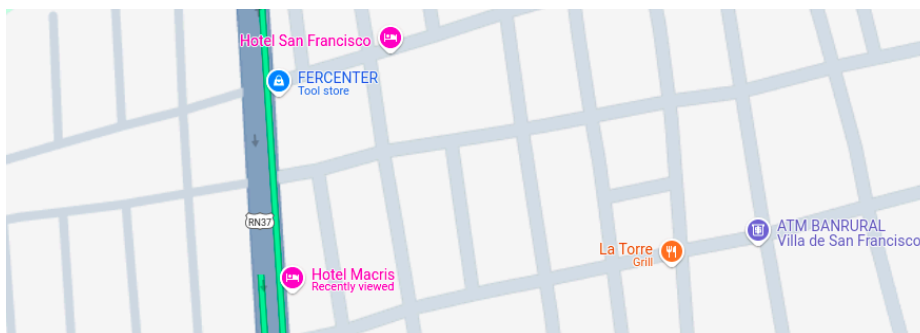 Hotel San Francisco
FERCENTER
Tool store
RN37
ATM BANRURAL
Villa de San Francisco
La Torre
Grill
Hotel Macris
Recently viewed